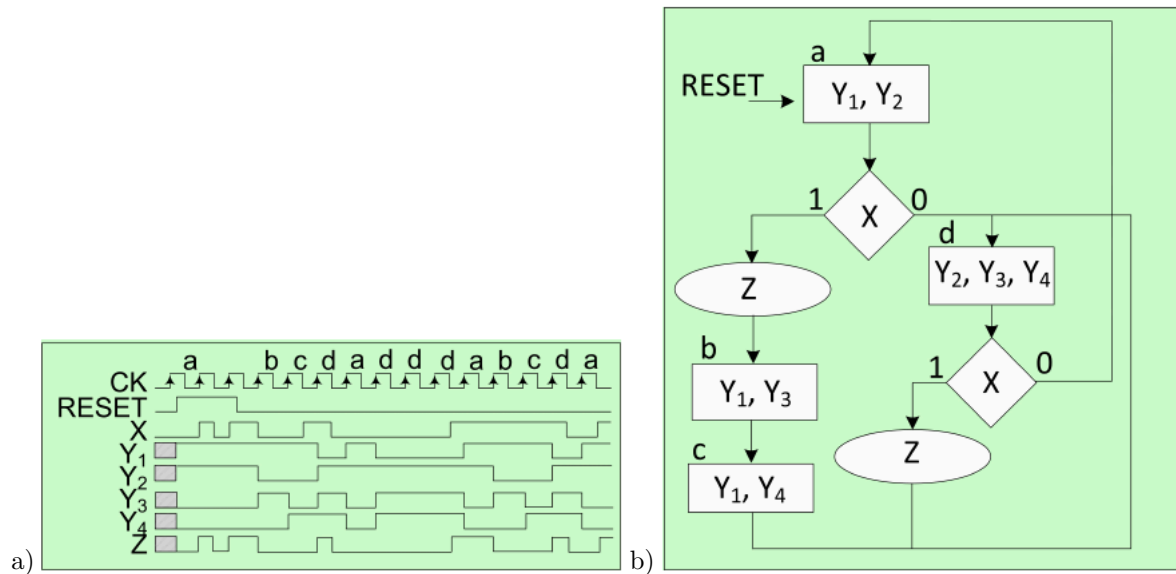 a b c d a d d d a b c d a
CK
RESET
X
Y1
Y2
Y3
Y4
Z
a)
a
RESET
Y1, Y2
1 X 0
d
Y2, Y3, Y4
Z
b
1 X 0
Y1, Y3
Z
c
Y1, Y4
b)